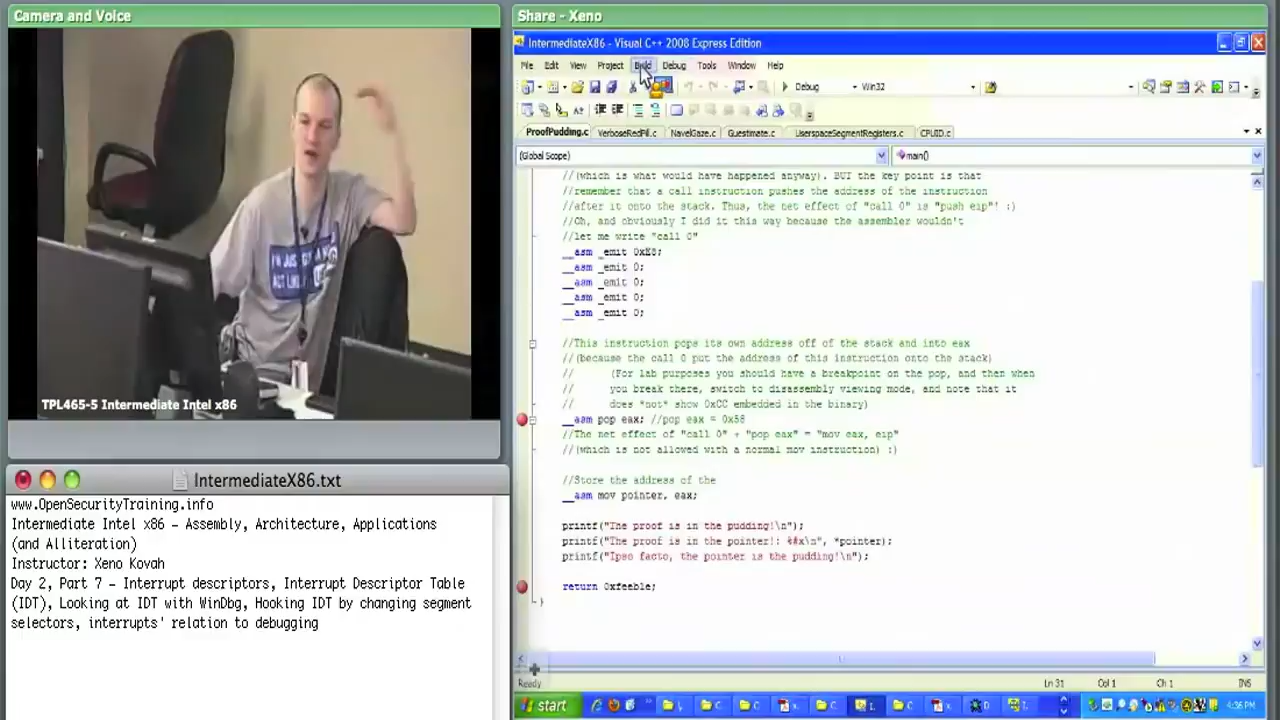 Camera and Voice
TPL465-5 Intermediate Intel x86
IntermediateX86.txt
www.OpenSecurityTraining.info
Intermediate Intel x86 – Assembly, Architecture, Applications
(and Alliteration)
Instructor: Xeno Kovah
Day 2, Part 7 – Interrupt descriptors, Interrupt Descriptor Table
(IDT), Looking at IDT with WinDbg, Hooking IDT by changing segment
selectors, interrupts' relation to debugging
Share - Xeno
IntermediateX86 - Visual C++ 2008 Express Edition
File Edit View Project Build Debug Tools Window Help
Debug Win32
ProofPudding.c VerboseRedPill.c NavelGaze.c Guestimate.c UserspaceSegmentRegisters.c CPUID.c
(Global Scope) main()
//(which is what would have happened anyway). BUT the key point is that
//remember that a call instruction pushes the address of the instruction
//after it onto the stack. Thus, the net effect of "call 0" is "push eip"! :)
//Oh, and obviously I did it this way because the assembler wouldn't
//let me write "call 0"
__asm _emit 0xE8;
__asm _emit 0;
__asm _emit 0;
__asm _emit 0;
__asm _emit 0;
//This instruction pops its own address off of the stack and into eax
//(because the call 0 put the address of this instruction onto the stack)
// (For lab purposes you should have a breakpoint on the pop, and then when
// you break there, switch to disassembly viewing mode, and note that it
// does *not* show 0xCC embedded in the binary)
__asm pop eax; //pop eax = 0x58
//The net effect of "call 0" + "pop eax" = "mov eax, eip"
//(which is not allowed with a normal mov instruction) :)
//Store the address of the
__asm mov pointer, eax;
printf("The proof is in the pudding!\n");
printf("The proof is in the pointer!: %#x\n", *pointer);
printf("Ipso facto, the pointer is the pudding!\n");
return 0xfeeb1e;
}
Ready Ln 31 Col 1 Ch 1 INS
start 4:36 PM